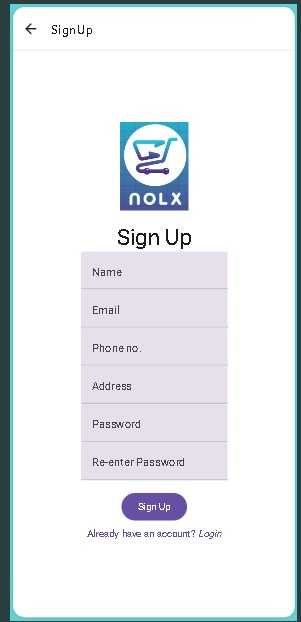 SignUp
NOLX
Sign Up
Name
Email
Phone no.
Address
Password
Re-enter Password
Sign Up
Already have an account? Login